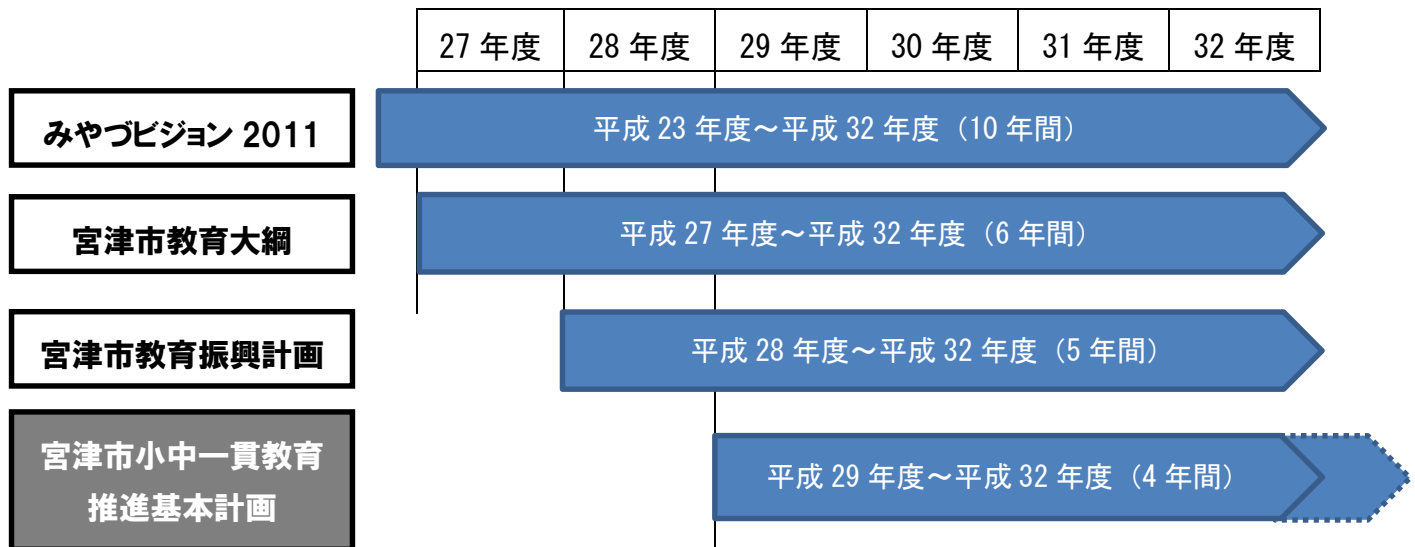 27 年度 28 年度 29 年度 30 年度 31 年度 32 年度
みやづビジョン 2011
平成 23 年度～平成 32 年度（10 年間）
宮津市教育大綱
平成 27 年度～平成 32 年度（6 年間）
宮津市教育振興計画
平成 28 年度～平成 32 年度（5 年間）
宮津市小中一貫教育
推進基本計画
平成 29 年度～平成 32 年度（4 年間）